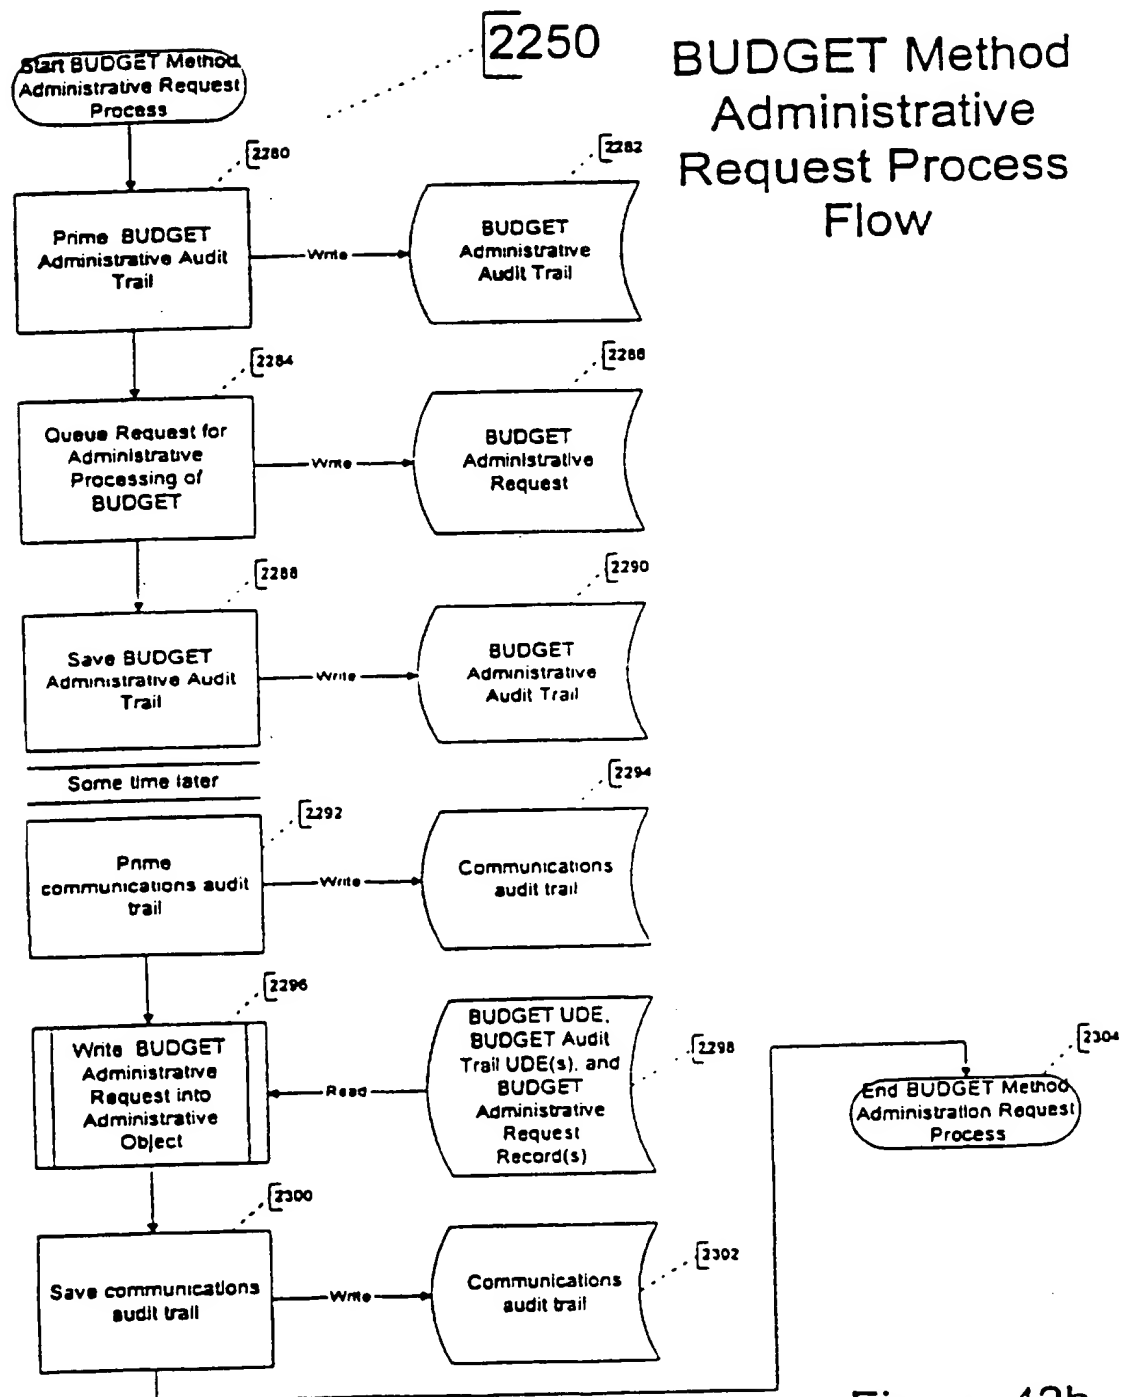 2250
BUDGET Method
Administrative
Request Process
Flow
Start BUDGET Method
Administrative Request
Process
2280
2282
Prime BUDGET
Administrative Audit
Trail
Write
BUDGET
Administrative
Audit Trail
2284
2288
Queue Request for
Administrative
Processing of
BUDGET
Write
BUDGET
Administrative
Request
2288
2290
Save BUDGET
Administrative Audit
Trail
Write
BUDGET
Administrative
Audit Trail
Some time later
2292
2294
Prime
communications audit
trail
Write
Communications
audit trail
2296
2298
Write BUDGET
Administrative
Request into
Administrative
Object
Read
BUDGET UDE,
BUDGET Audit
Trail UDE(s), and
BUDGET
Administrative
Request
Record(s)
2304
End BUDGET Method
Administration Request
Process
2300
2302
Save communications
audit trail
Write
Communications
audit trail